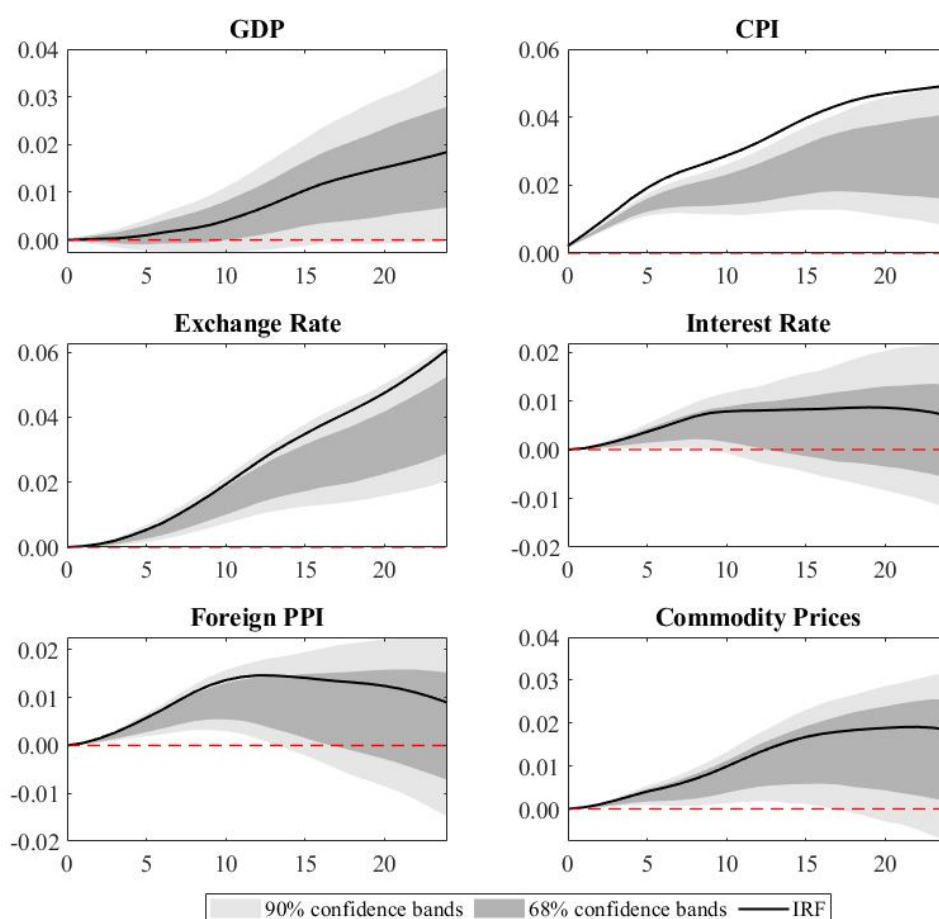 GDP
0.04
0.03
0.02
0.01
0.00
0 5 10 15 20
CPI
0.06
0.04
0.02
0.00
0 5 10 15 20
Exchange Rate
0.06
0.04
0.02
0.00
0 5 10 15 20
Interest Rate
0.02
0.01
0.00
-0.01
-0.02
0 5 10 15 20
Foreign PPI
0.02
0.01
0.00
-0.01
-0.02
0 5 10 15 20
Commodity Prices
0.04
0.03
0.02
0.01
0.00
0 5 10 15 20
90% confidence bands 68% confidence bands IRF